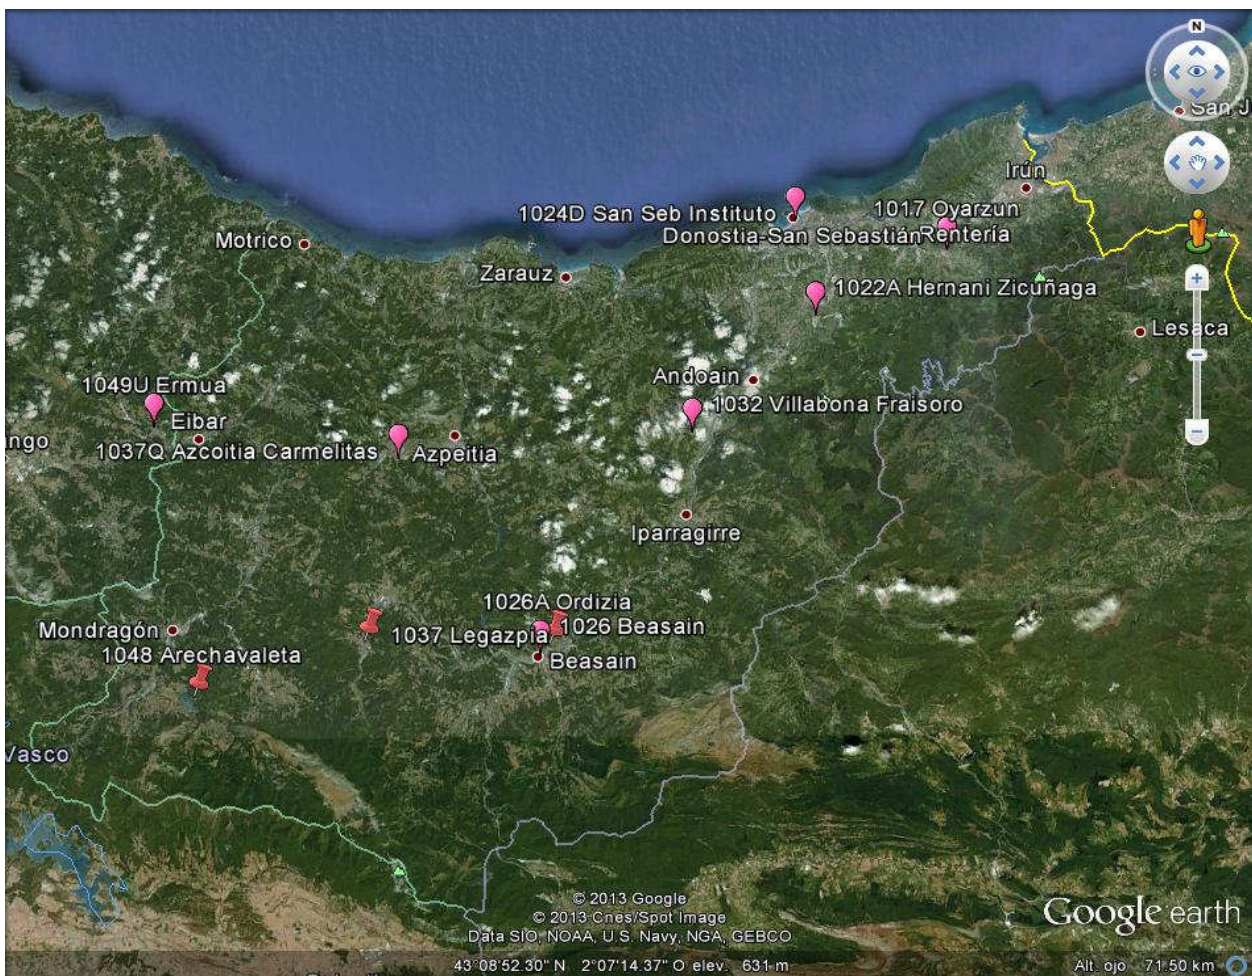 N
San J
Irún
1024D San Seb Instituto
1017 Oyarzun
Donostia-San Sebastián
Rentería
Motrico
Zarauz
1022A Hernani Zicuñaga
Lesaca
Andoain
1049U Ermua
1032 Villabona Fraisoro
Eibar
ngo
1037Q Azcoitia Carmelitas
Azpeitia
Iparragirre
1026A Ordizia
Mondragón
1037 Legazpia
1026 Beasain
1048 Arechavaleta
Beasain
Vasco
© 2013 Google
© 2013 Cnes/Spot Image
Data SIO, NOAA, U.S. Navy, NGA, GEBCO
Google earth
43°08'52.30" N 2°07'14.37" O elev. 631 m
Alt. ojo 71.50 km